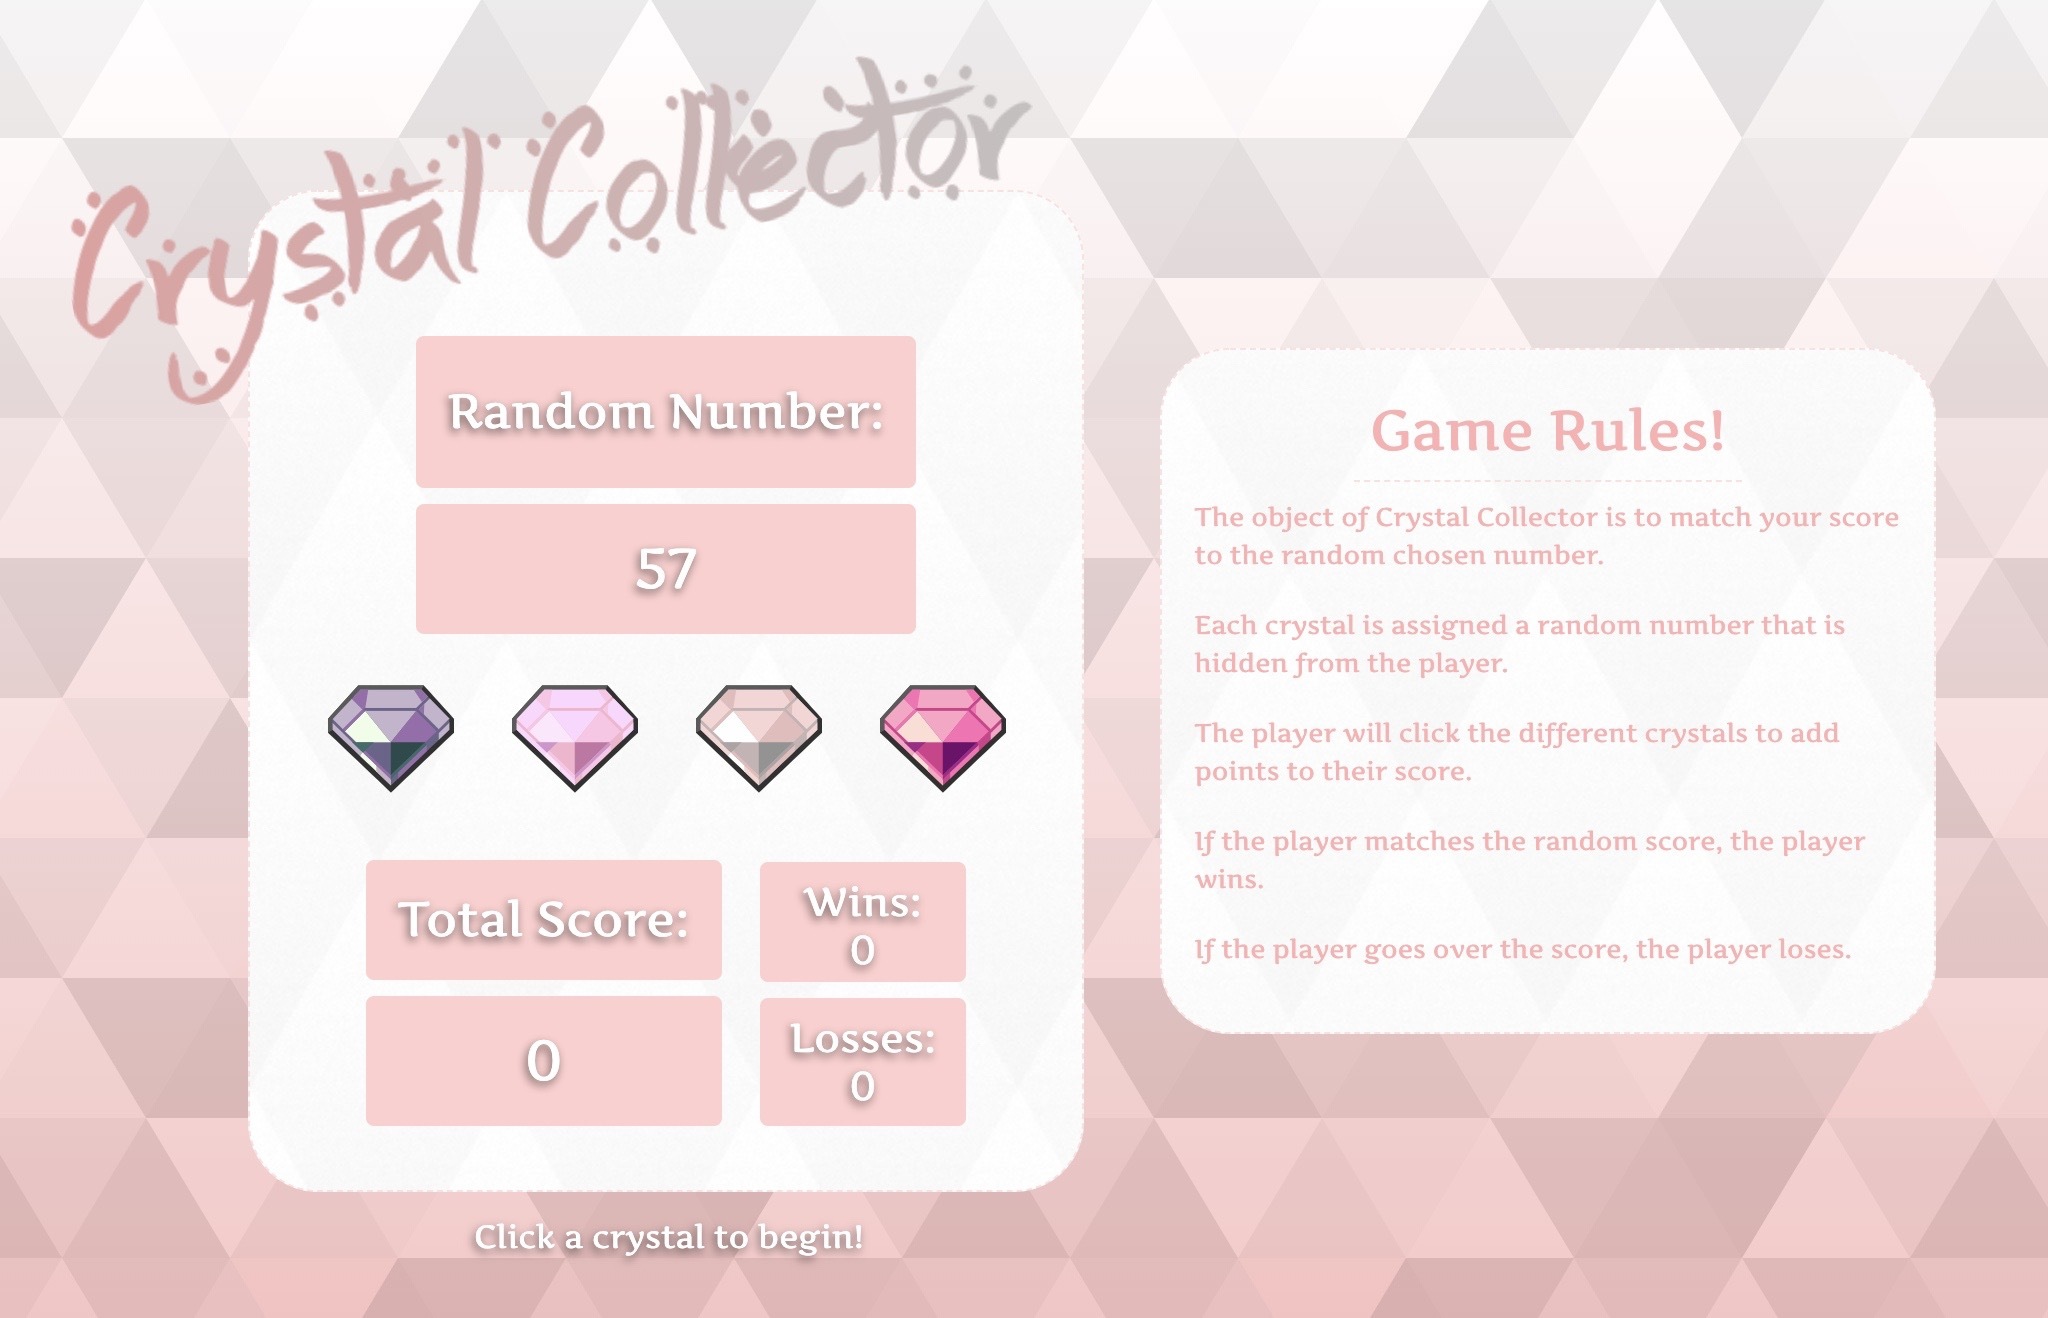 Crystal Collector
Random Number:
57
Total Score:
0
Wins:
0
Losses:
0
Click a crystal to begin!
Game Rules!
The object of Crystal Collector is to match your score
to the random chosen number.
Each crystal is assigned a random number that is
hidden from the player.
The player will click the different crystals to add
points to their score.
If the player matches the random score, the player
wins.
If the player goes over the score, the player loses.